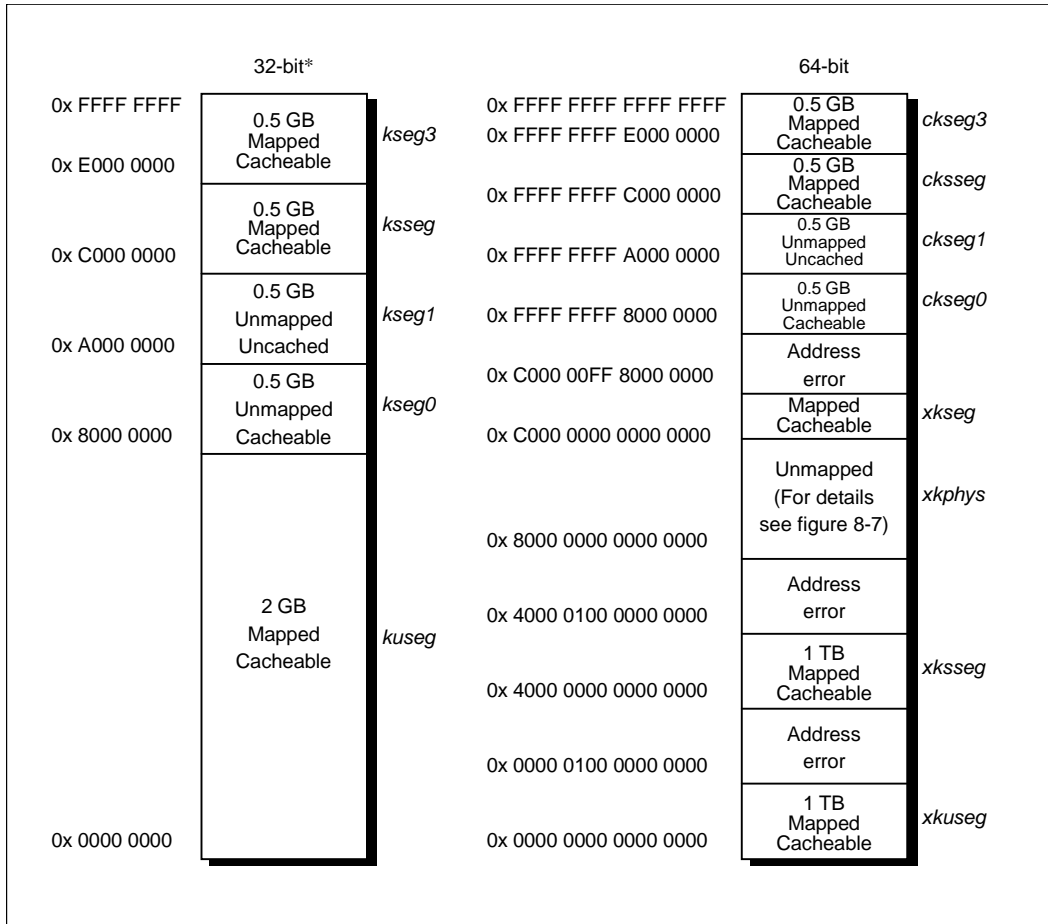 32-bit*
0x FFFF FFFF
0.5 GB
Mapped
Cacheable
kseg3
0x E000 0000
0.5 GB
Mapped
Cacheable
ksseg
0x C000 0000
0.5 GB
Unmapped
Uncached
kseg1
0x A000 0000
0.5 GB
Unmapped
Cacheable
kseg0
0x 8000 0000
2 GB
Mapped
Cacheable
kuseg
0x 0000 0000
64-bit
0x FFFF FFFF FFFF FFFF
0.5 GB
Mapped
Cacheable
ckseg3
0x FFFF FFFF E000 0000
0.5 GB
Mapped
Cacheable
cksseg
0x FFFF FFFF C000 0000
0.5 GB
Unmapped
Uncached
ckseg1
0x FFFF FFFF A000 0000
0.5 GB
Unmapped
Cacheable
ckseg0
0x FFFF FFFF 8000 0000
Address
error
0x C000 00FF 8000 0000
Mapped
Cacheable
xkseg
0x C000 0000 0000 0000
Unmapped
(For details
see figure 8-7)
xkphys
0x 8000 0000 0000 0000
Address
error
0x 4000 0100 0000 0000
1 TB
Mapped
Cacheable
xksseg
0x 4000 0000 0000 0000
Address
error
0x 0000 0100 0000 0000
1 TB
Mapped
Cacheable
xkuseg
0x 0000 0000 0000 0000